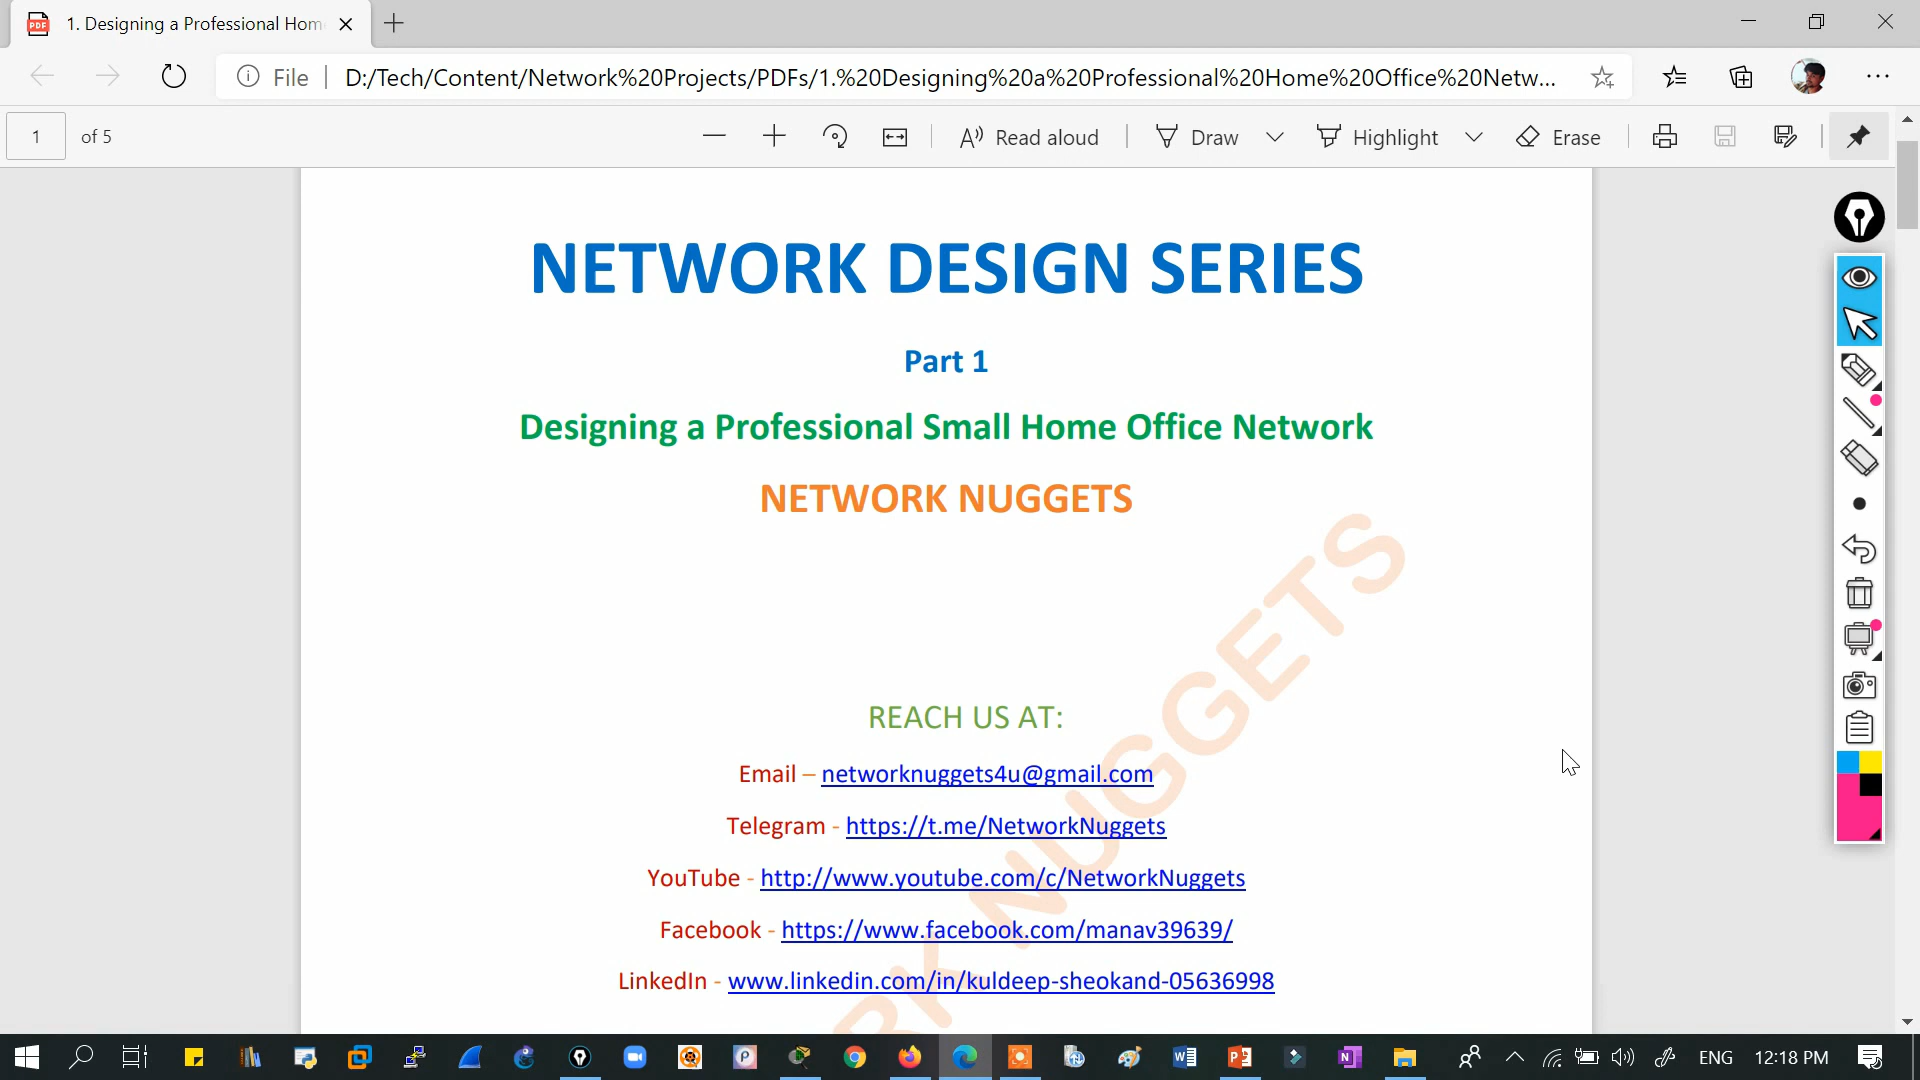 1. Designing a Professional Hom
File
D:/Tech/Content/Network%20Projects/PDFs/1.%20Designing%20a%20Professional%20Home%20Office%20Netw...
1 of 5
Read aloud
Draw
Highlight
Erase
NETWORK DESIGN SERIES
Part 1
Designing a Professional Small Home Office Network
NETWORK NUGGETS
REACH US AT:
Email – networknuggets4u@gmail.com
Telegram - https://t.me/NetworkNuggets
YouTube - http://www.youtube.com/c/NetworkNuggets
Facebook - https://www.facebook.com/manav39639/
LinkedIn - www.linkedin.com/in/kuldeep-sheokand-05636998
RK NUGGETS
ENG
12:18 PM